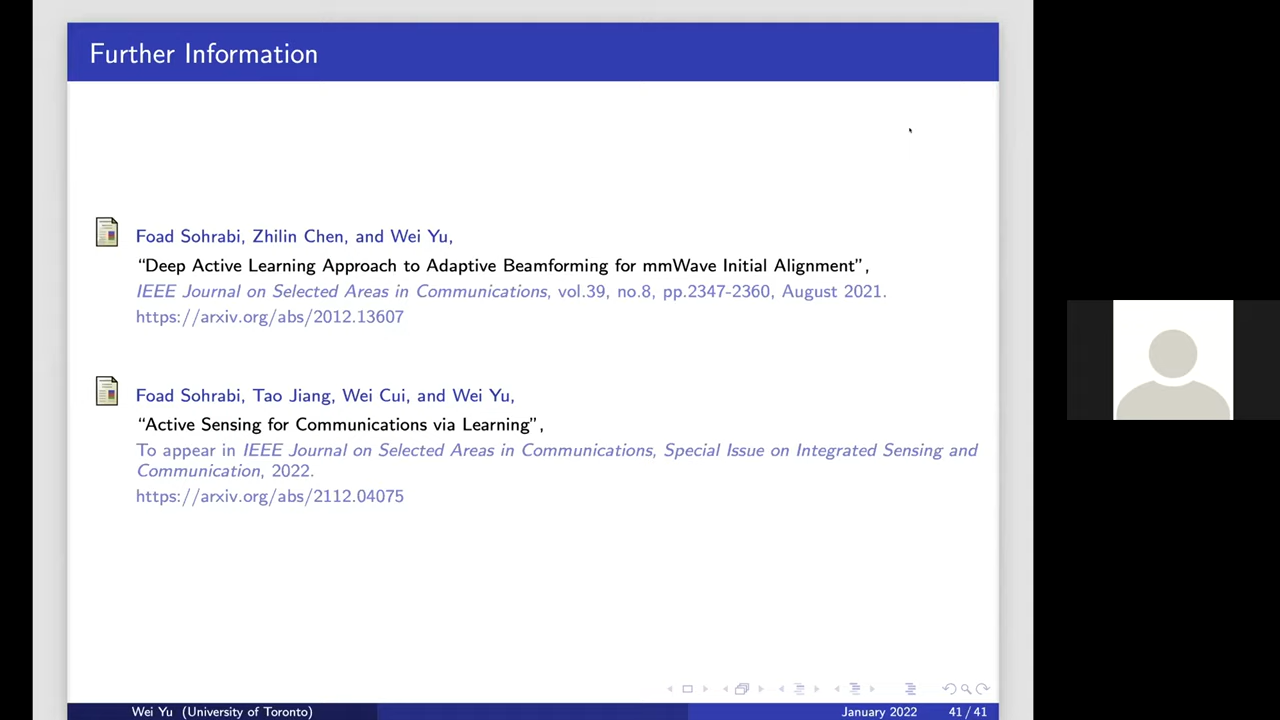 Further Information
Foad Sohrabi, Zhilin Chen, and Wei Yu,
“Deep Active Learning Approach to Adaptive Beamforming for mmWave Initial Alignment”,
IEEE Journal on Selected Areas in Communications, vol.39, no.8, pp.2347-2360, August 2021.
https://arxiv.org/abs/2012.13607
Foad Sohrabi, Tao Jiang, Wei Cui, and Wei Yu,
“Active Sensing for Communications via Learning”,
To appear in IEEE Journal on Selected Areas in Communications, Special Issue on Integrated Sensing and
Communication, 2022.
https://arxiv.org/abs/2112.04075
Wei Yu (University of Toronto)
January 2022
41 / 41